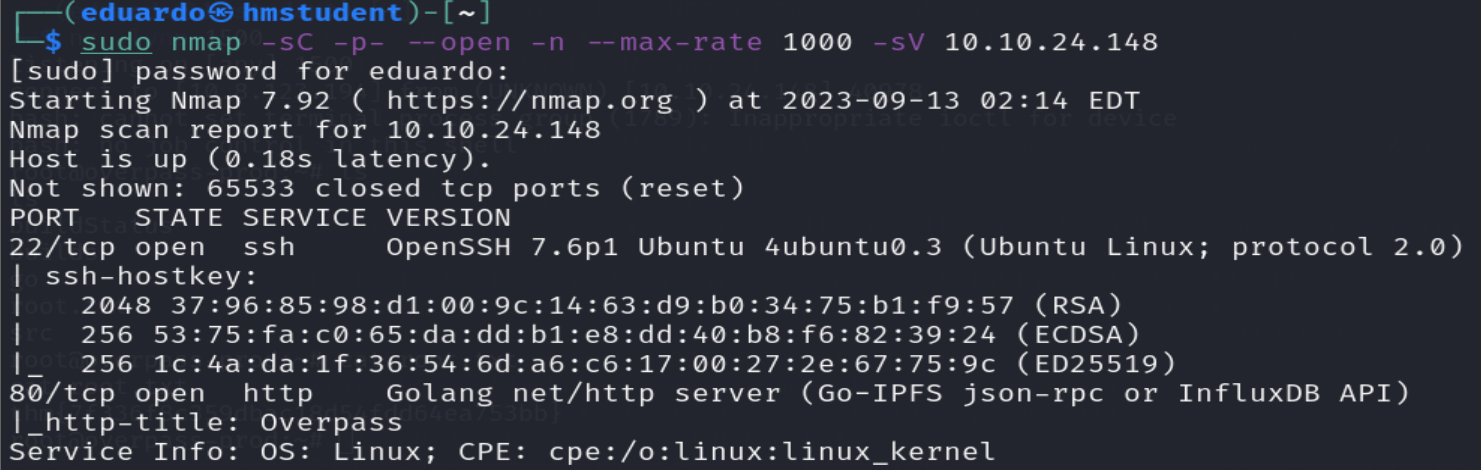 ┌──(eduardo㉿hmstudent)-[~]
└─$ sudo nmap -sC -p- --open -n --max-rate 1000 -sV 10.10.24.148
[sudo] password for eduardo:
Starting Nmap 7.92 ( https://nmap.org ) at 2023-09-13 02:14 EDT
Nmap scan report for 10.10.24.148
Host is up (0.18s latency).
Not shown: 65533 closed tcp ports (reset)
PORT   STATE SERVICE VERSION
22/tcp open  ssh     OpenSSH 7.6p1 Ubuntu 4ubuntu0.3 (Ubuntu Linux; protocol 2.0)
| ssh-hostkey:
|   2048 37:96:85:98:d1:00:9c:14:63:d9:b0:34:75:b1:f9:57 (RSA)
|   256 53:75:fa:c0:65:da:dd:b1:e8:dd:40:b8:f6:82:39:24 (ECDSA)
|_  256 1c:4a:da:1f:36:54:6d:a6:c6:17:00:27:2e:67:75:9c (ED25519)
80/tcp open  http    Golang net/http server (Go-IPFS json-rpc or InfluxDB API)
|_http-title: Overpass
Service Info: OS: Linux; CPE: cpe:/o:linux:linux_kernel